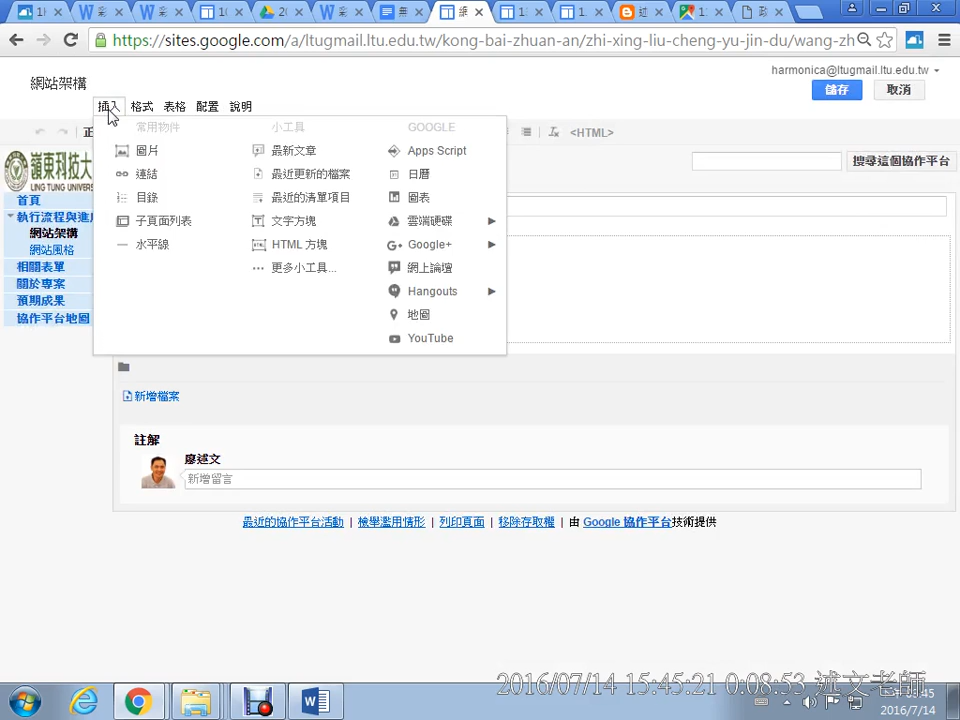 https://sites.google.com/a/ltugmail.ltu.edu.tw/kong-bai-zhuan-an/zhi-xing-liu-cheng-yu-jin-du/wang-zh
harmonica@ltugmail.ltu.edu.tw
網站架構
儲存
取消
插入 格式 表格 配置 說明
<HTML>
常用物件
圖片
連結
目錄
子頁面列表
水平線
小工具
最新文章
最近更新的檔案
最近的清單項目
文字方塊
HTML 方塊
更多小工具...
GOOGLE
Apps Script
日曆
圖表
雲端硬碟
Google+
網上論壇
Hangouts
地圖
YouTube
嶺東科技大
LING TUNG UNIVERS
搜尋這個協作平台
首頁
執行流程與進
網站架構
網站風格
相關表單
關於專案
預期成果
協作平台地圖
新增檔案
註解
廖述文
新增留言
最近的協作平台活動 | 檢舉濫用情形 | 列印頁面 | 移除存取權 | 由 Google 協作平台技術提供
2016/07/14 15:45:21 0:08:53 述文老師
2016/7/14